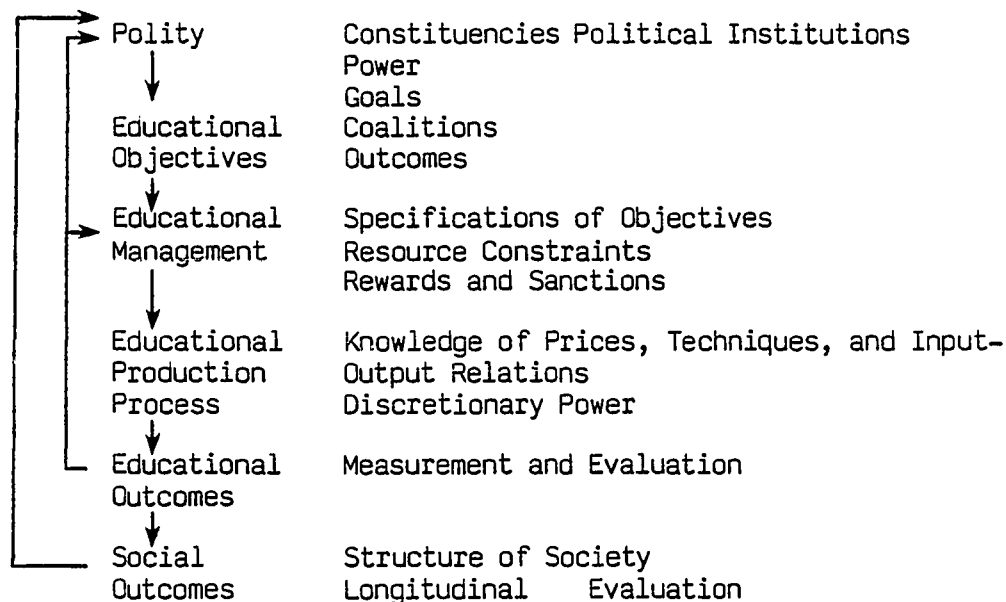 Polity Constituencies Political Institutions
Power
Goals
Educational Coalitions
Objectives Outcomes
Educational Specifications of Objectives
Management Resource Constraints
Rewards and Sanctions
Educational Knowledge of Prices, Techniques, and Input-
Production Output Relations
Process Discretionary Power
Educational Measurement and Evaluation
Outcomes
Social Structure of Society
Outcomes Longitudinal Evaluation